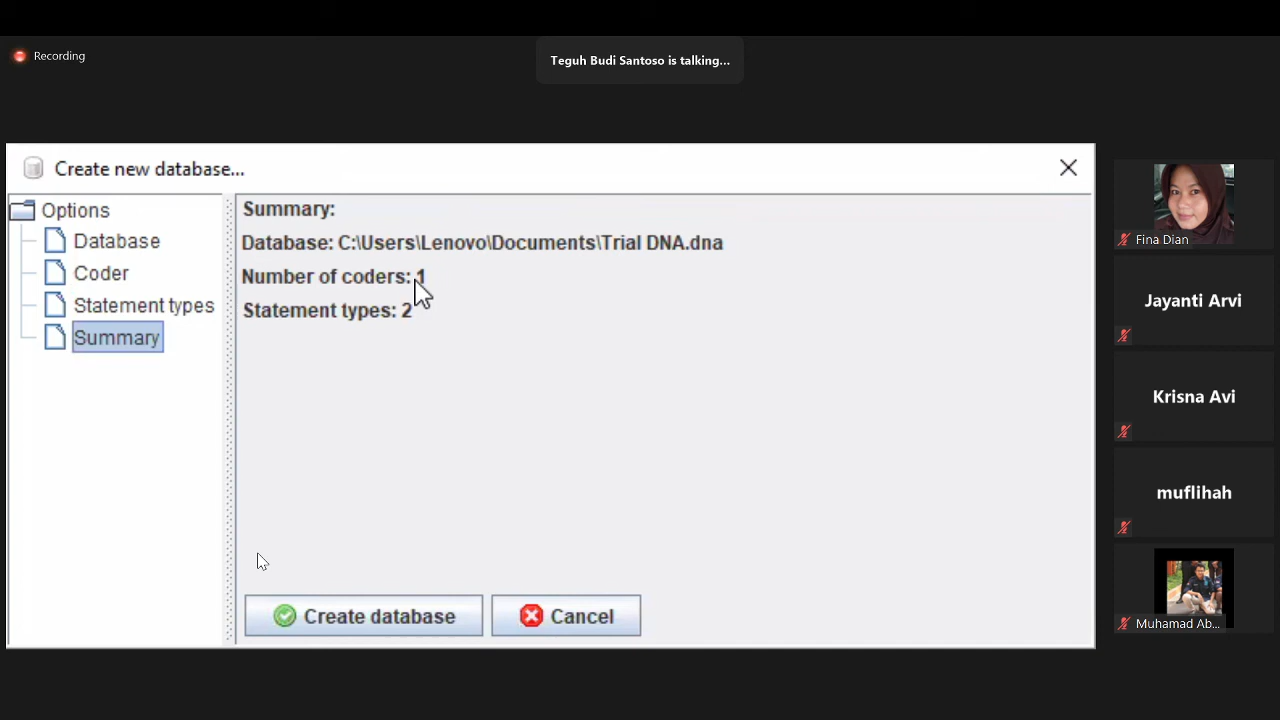 Recording
Teguh Budi Santoso is talking...
Create new database...
Options
Database
Coder
Statement types
Summary
Summary:
Database: C:\Users\Lenovo\Documents\Trial DNA.dna
Number of coders: 1
Statement types: 2
Create database
Cancel
Fina Dian
Jayanti Arvi
Krisna Avi
muflihah
Muhamad Ab...